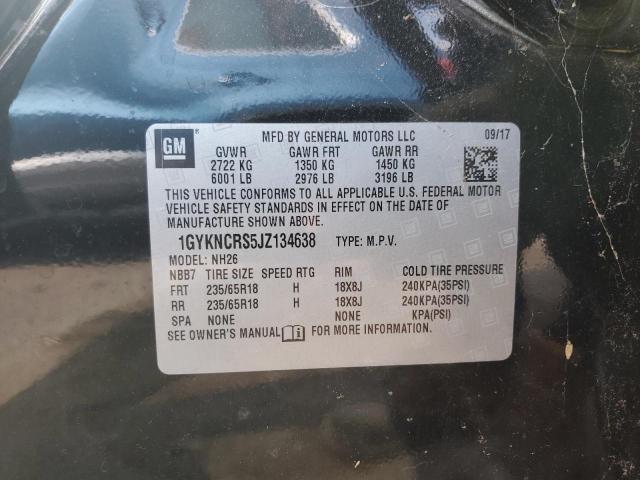 GM MFD BY GENERAL MOTORS LLC 09/17
GVWR GAWR FRT GAWR RR
2722 KG 1350 KG 1450 KG
6001 LB 2976 LB 3196 LB
THIS VEHICLE CONFORMS TO ALL APPLICABLE U.S. FEDERAL MOTOR
VEHICLE SAFETY STANDARDS IN EFFECT ON THE DATE OF
MANUFACTURE SHOWN ABOVE.
1GYKNCRS5JZ134638 TYPE: M.P.V.
MODEL: NH26
NBB7 TIRE SIZE SPEED RTG RIM COLD TIRE PRESSURE
FRT 235/65R18 H 18X8J 240KPA(35PSI)
RR 235/65R18 H 18X8J 240KPA(35PSI)
SPA NONE NONE KPA(PSI)
SEE OWNER'S MANUAL FOR MORE INFORMATION.